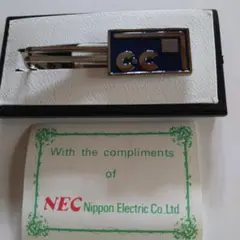 C&C
With the compliments
of
NEC Nippon Electric Co.,Ltd